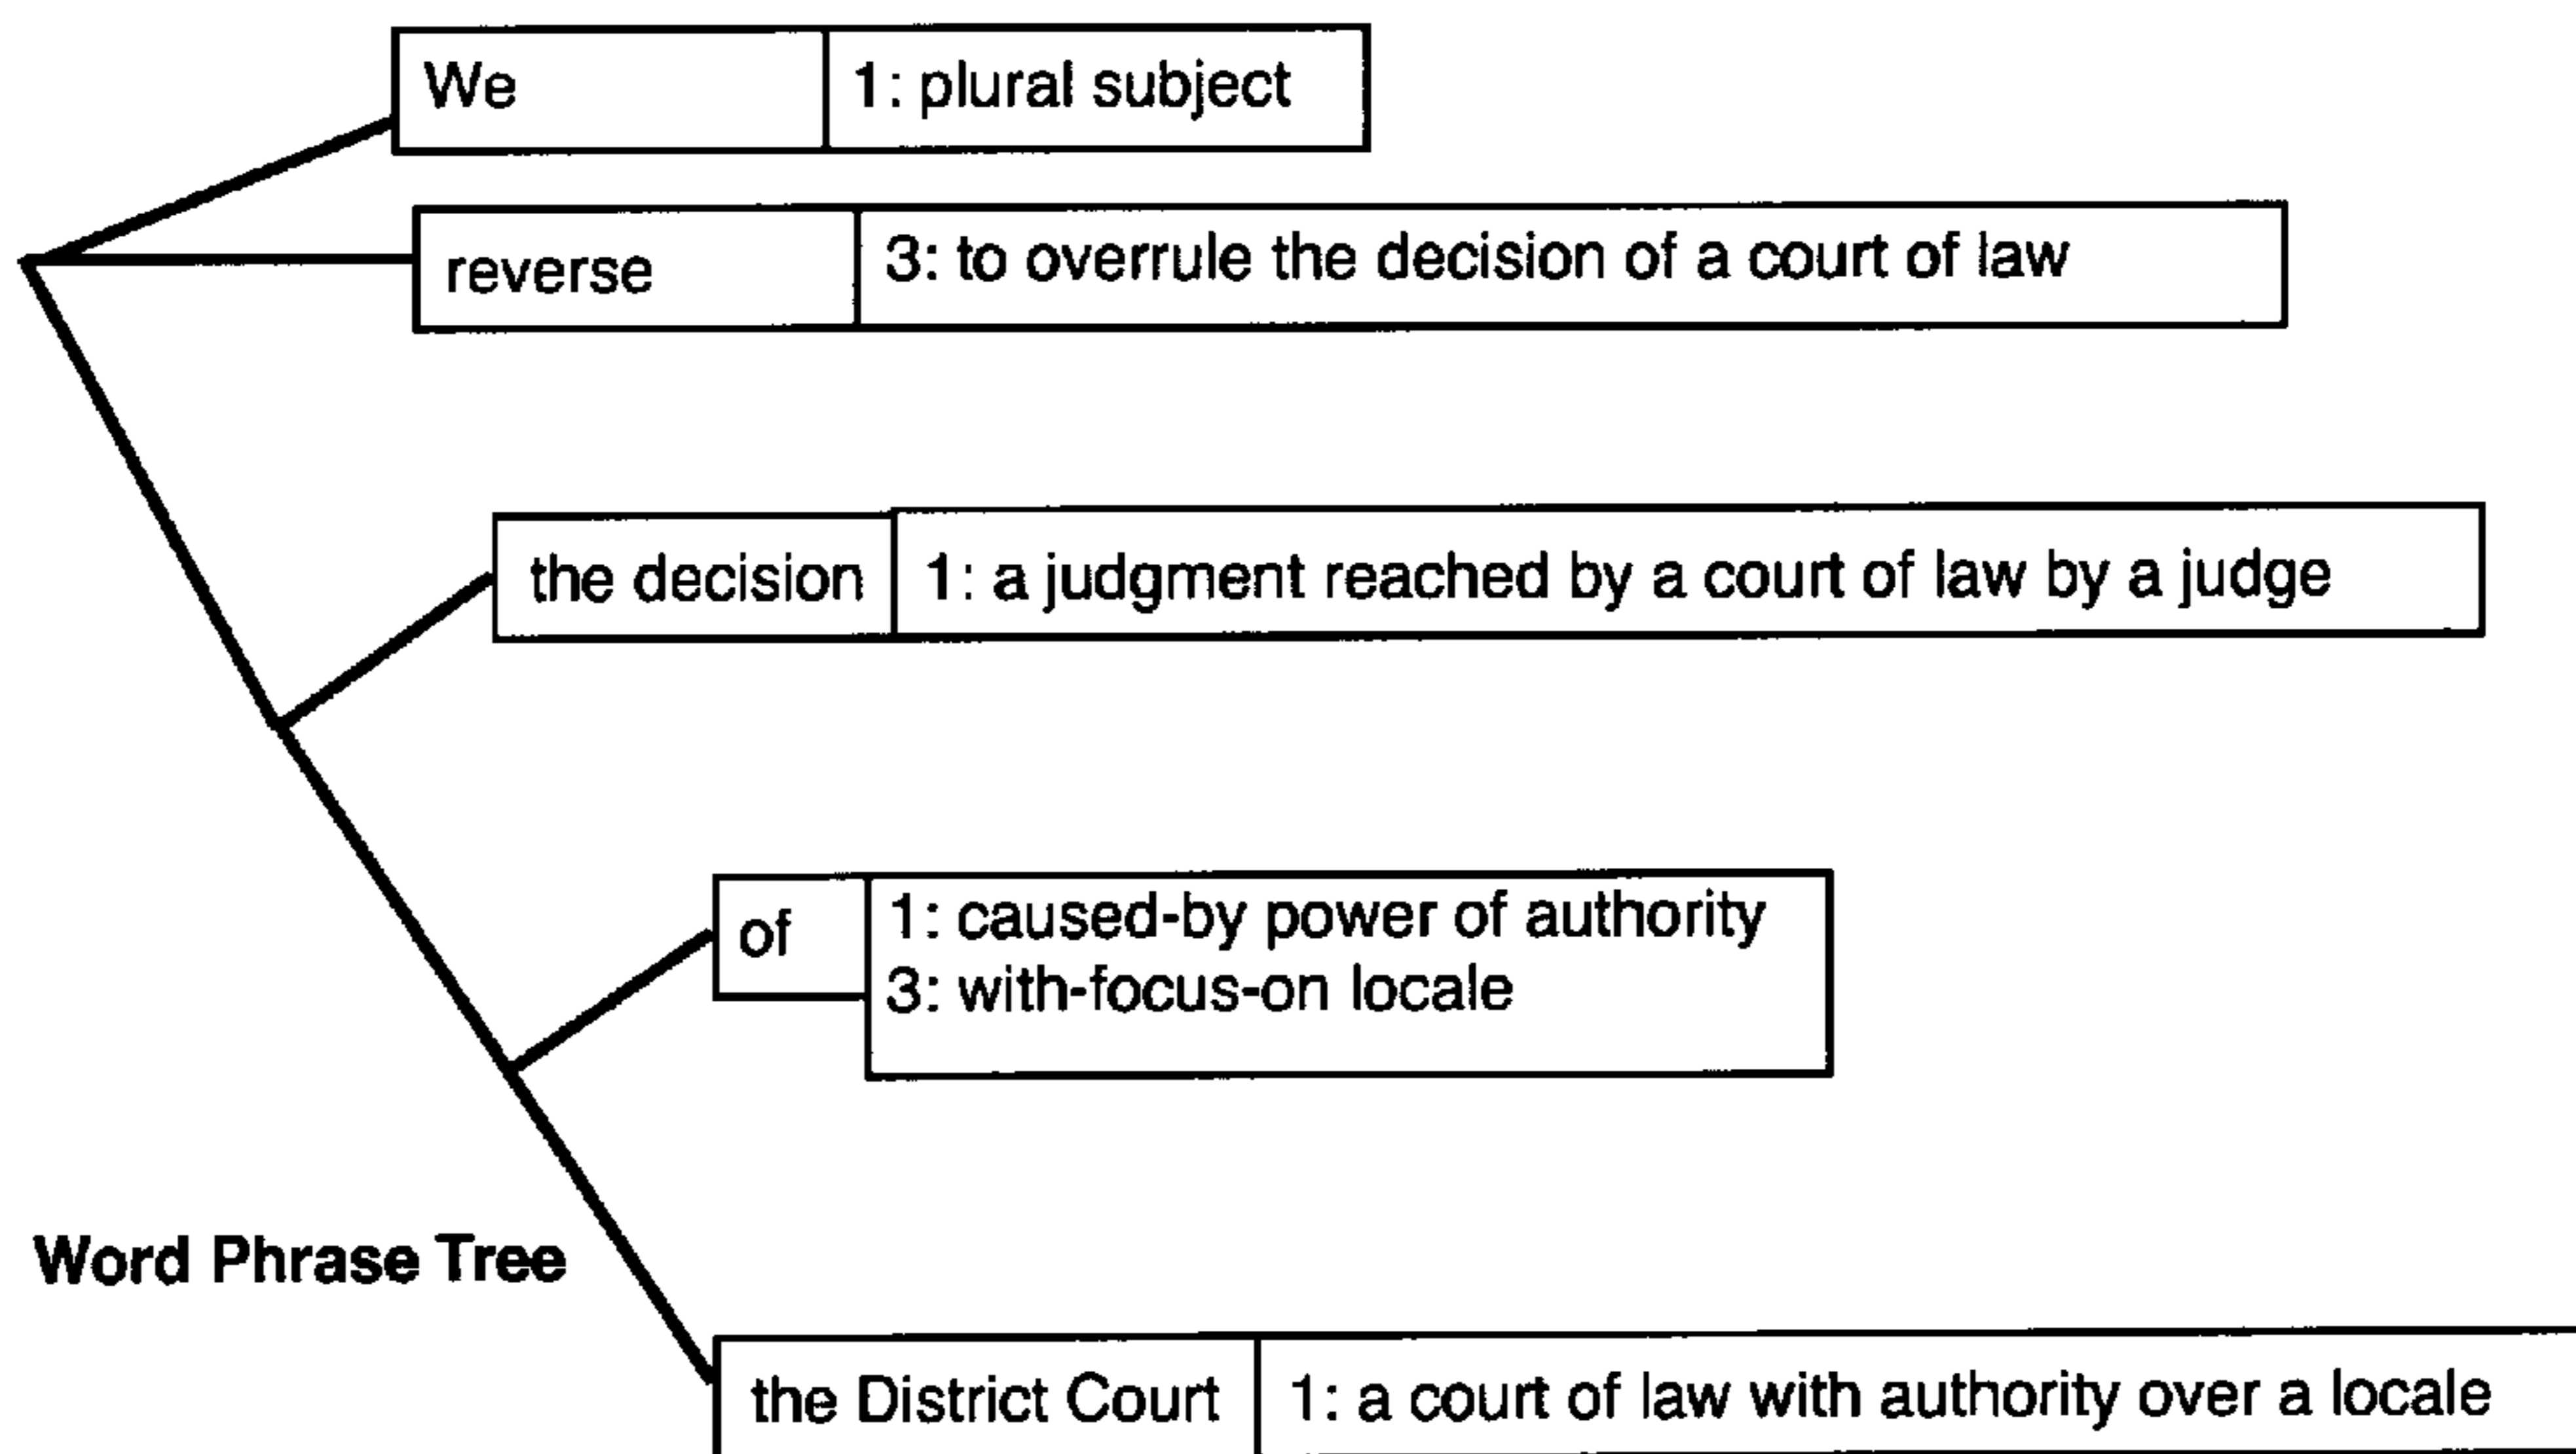 We 1: plural subject
reverse 3: to overrule the decision of a court of law
the decision 1: a judgment reached by a court of law by a judge
of 1: caused-by power of authority
3: with-focus-on locale
Word Phrase Tree
the District Court 1: a court of law with authority over a locale